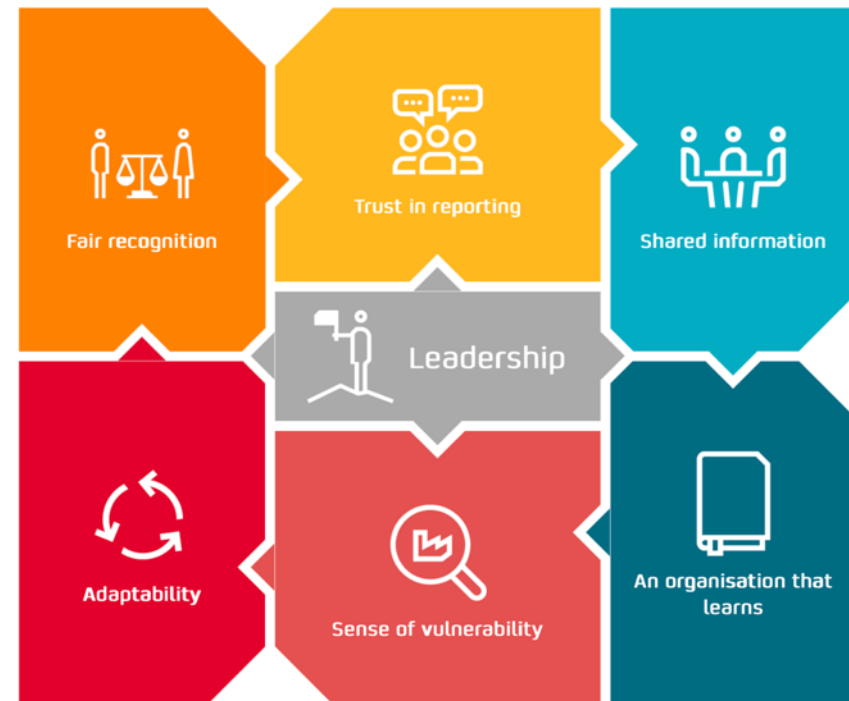 Fair recognition
Trust in reporting
Shared information
Leadership
Adaptability
Sense of vulnerability
An organisation that
learns